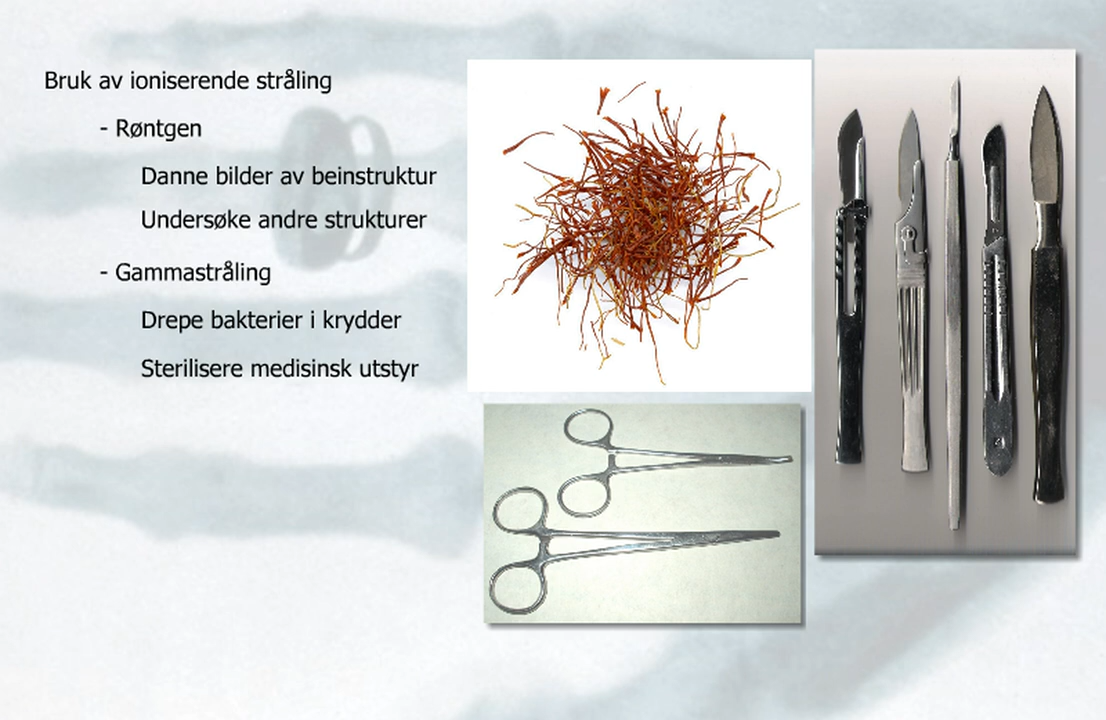 Bruk av ioniserende stråling
- Røntgen
Danne bilder av beinstruktur
Undersøke andre strukturer
- Gammastråling
Drepe bakterier i krydder
Sterilisere medisinsk utstyr